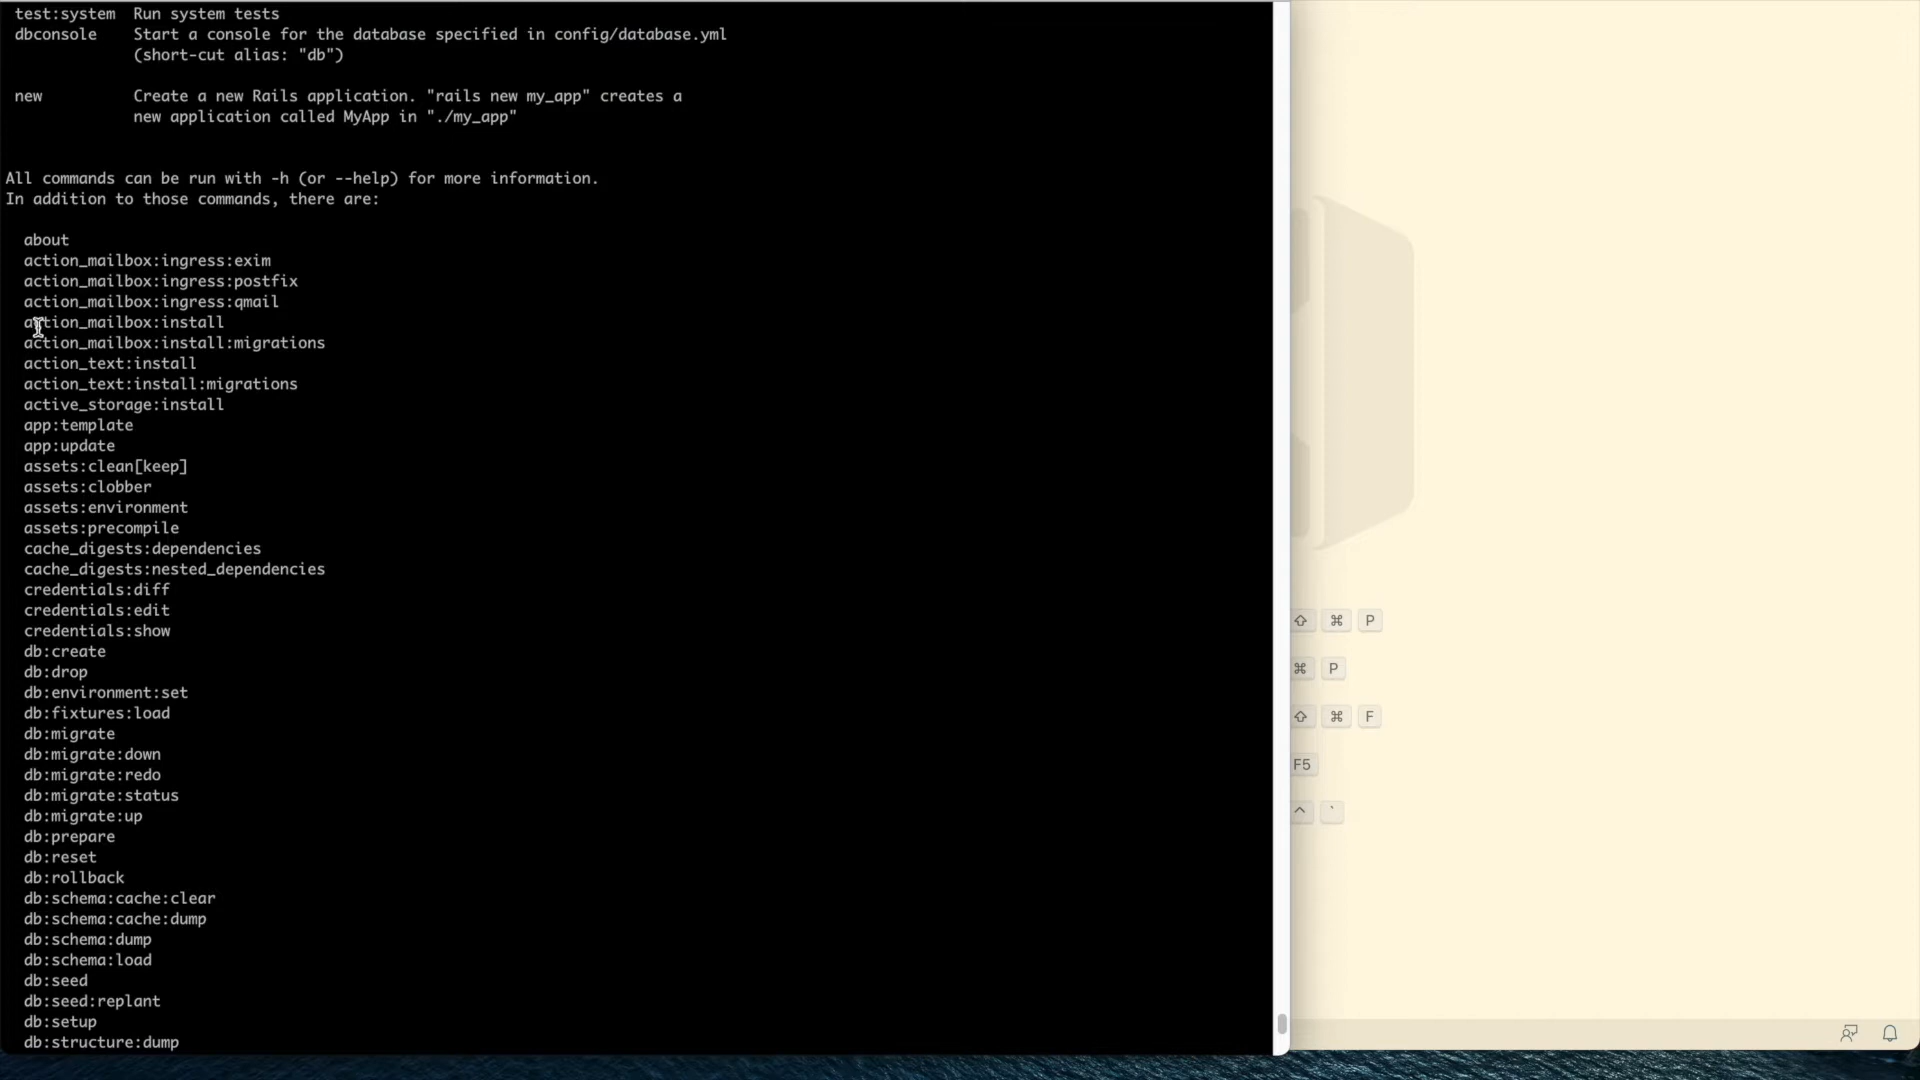 test:system  Run system tests
dbconsole    Start a console for the database specified in config/database.yml
(short-cut alias: "db")
new          Create a new Rails application. "rails new my_app" creates a
new application called MyApp in "./my_app"
All commands can be run with -h (or --help) for more information.
In addition to those commands, there are:
about
action_mailbox:ingress:exim
action_mailbox:ingress:postfix
action_mailbox:ingress:qmail
action_mailbox:install
action_mailbox:install:migrations
action_text:install
action_text:install:migrations
active_storage:install
app:template
app:update
assets:clean[keep]
assets:clobber
assets:environment
assets:precompile
cache_digests:dependencies
cache_digests:nested_dependencies
credentials:diff
credentials:edit
credentials:show
db:create
db:drop
db:environment:set
db:fixtures:load
db:migrate
db:migrate:down
db:migrate:redo
db:migrate:status
db:migrate:up
db:prepare
db:reset
db:rollback
db:schema:cache:clear
db:schema:cache:dump
db:schema:dump
db:schema:load
db:seed
db:seed:replant
db:setup
db:structure:dump
⇧ ⌘ P
⌘ P
⇧ ⌘ F
F5
^ `